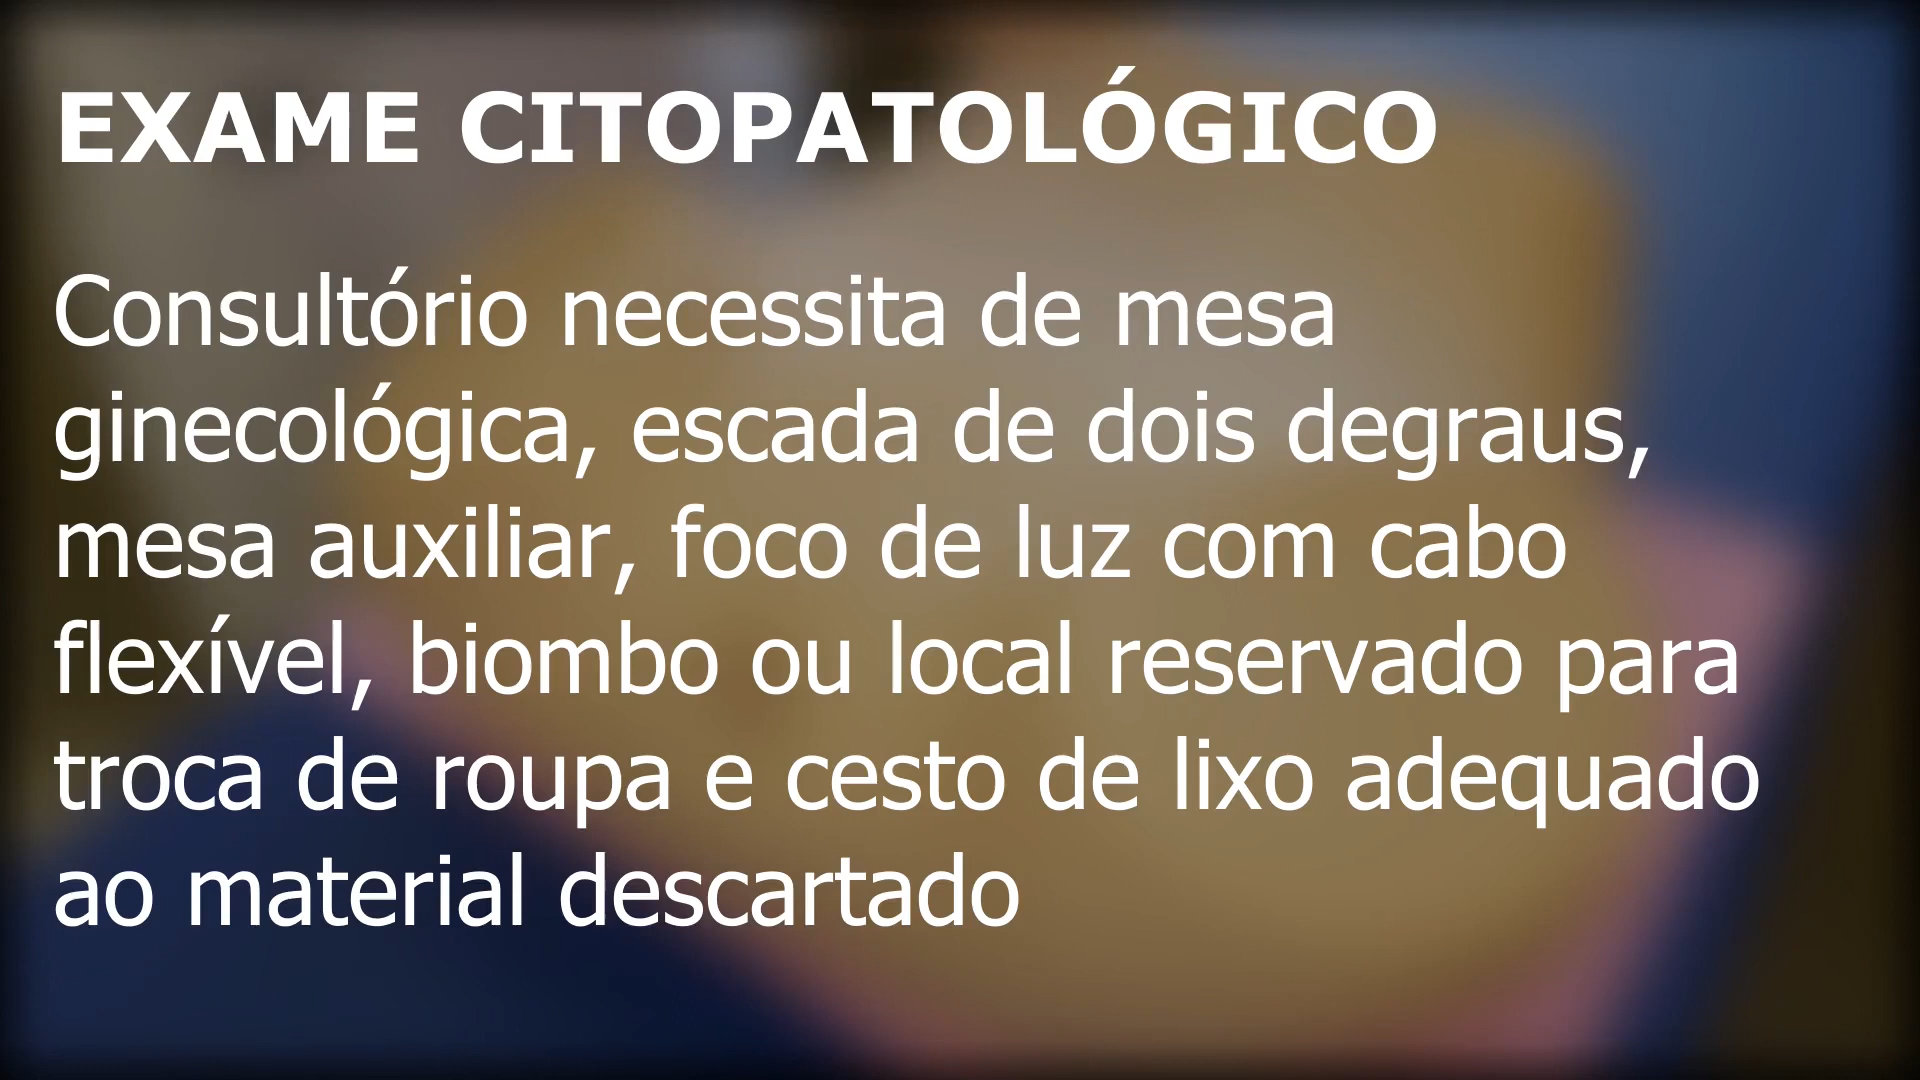 EXAME CITOPATOLÓGICO
Consultório necessita de mesa
ginecológica, escada de dois degraus,
mesa auxiliar, foco de luz com cabo
flexível, biombo ou local reservado para
troca de roupa e cesto de lixo adequado
ao material descartado